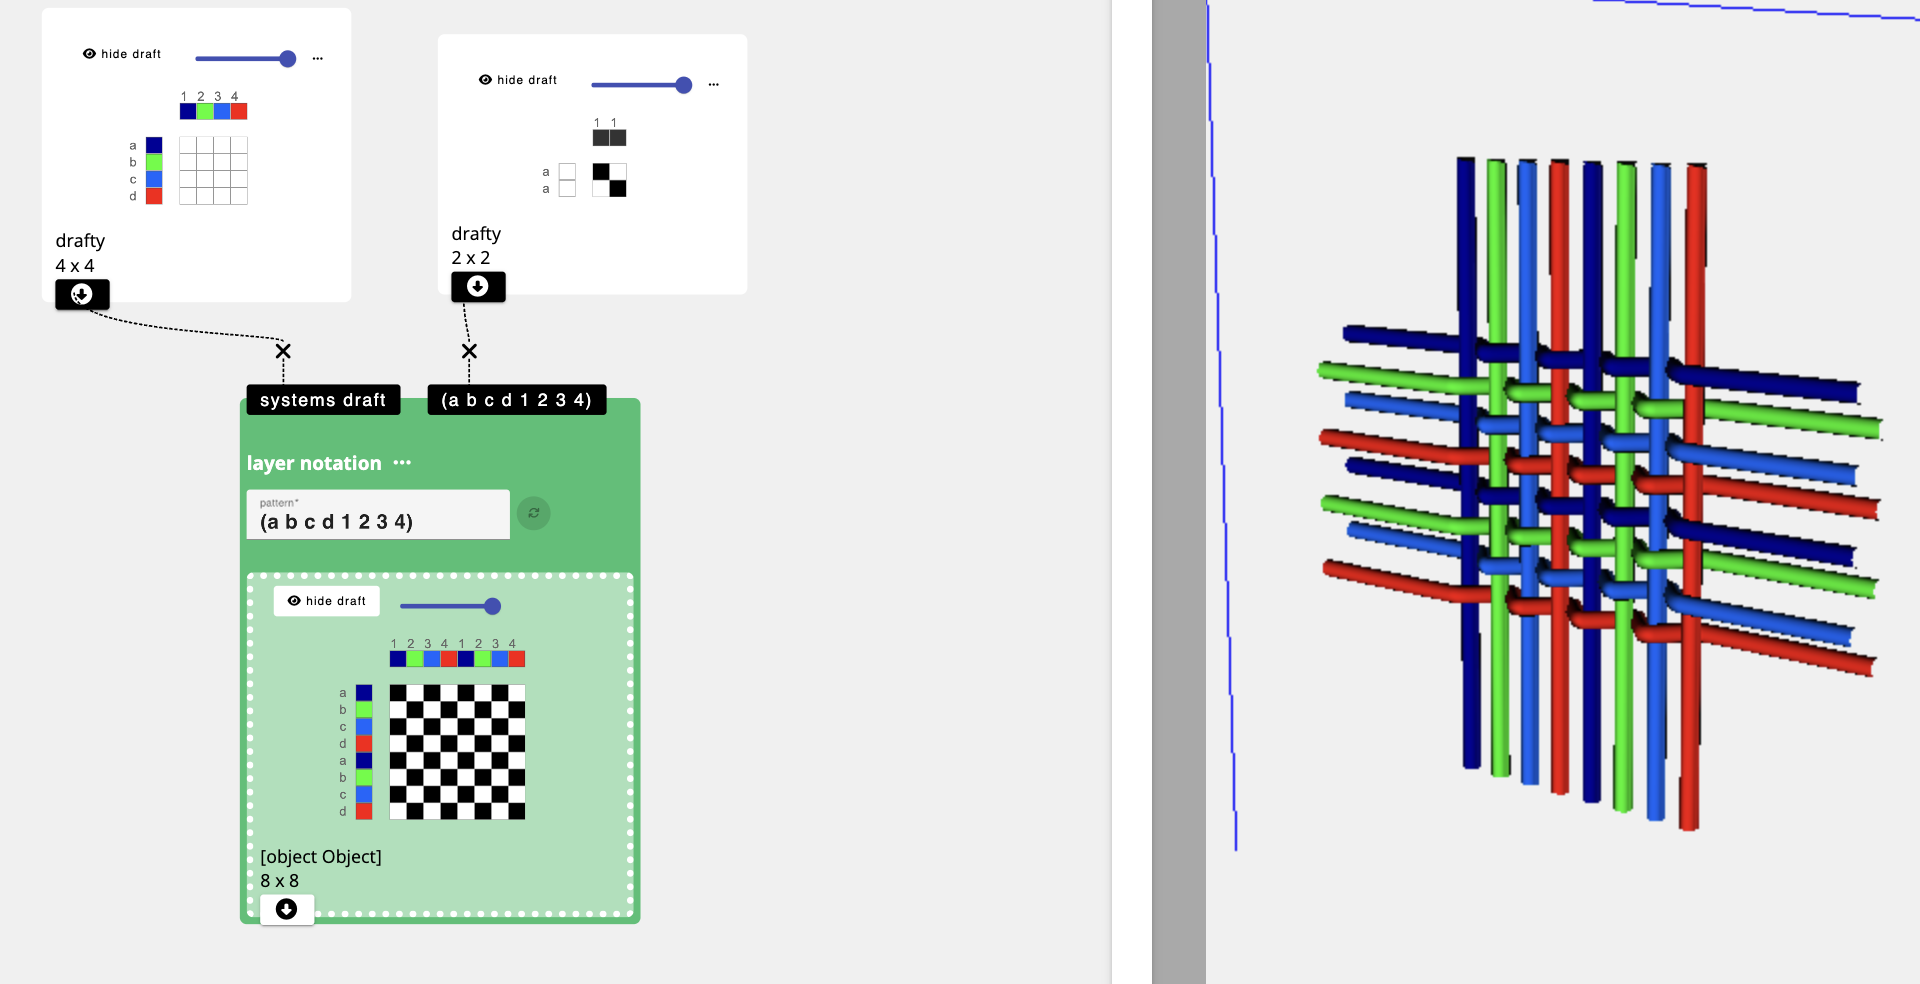 hide draft ...
1 2 3 4
a
b
c
d
drafty
4 x 4
hide draft ...
1 1
a
a
drafty
2 x 2
systems draft
(a b c d 1 2 3 4)
layer notation ...
pattern*
(a b c d 1 2 3 4)
hide draft
1 2 3 4 1 2 3 4
a
b
c
d
a
b
c
d
[object Object]
8 x 8